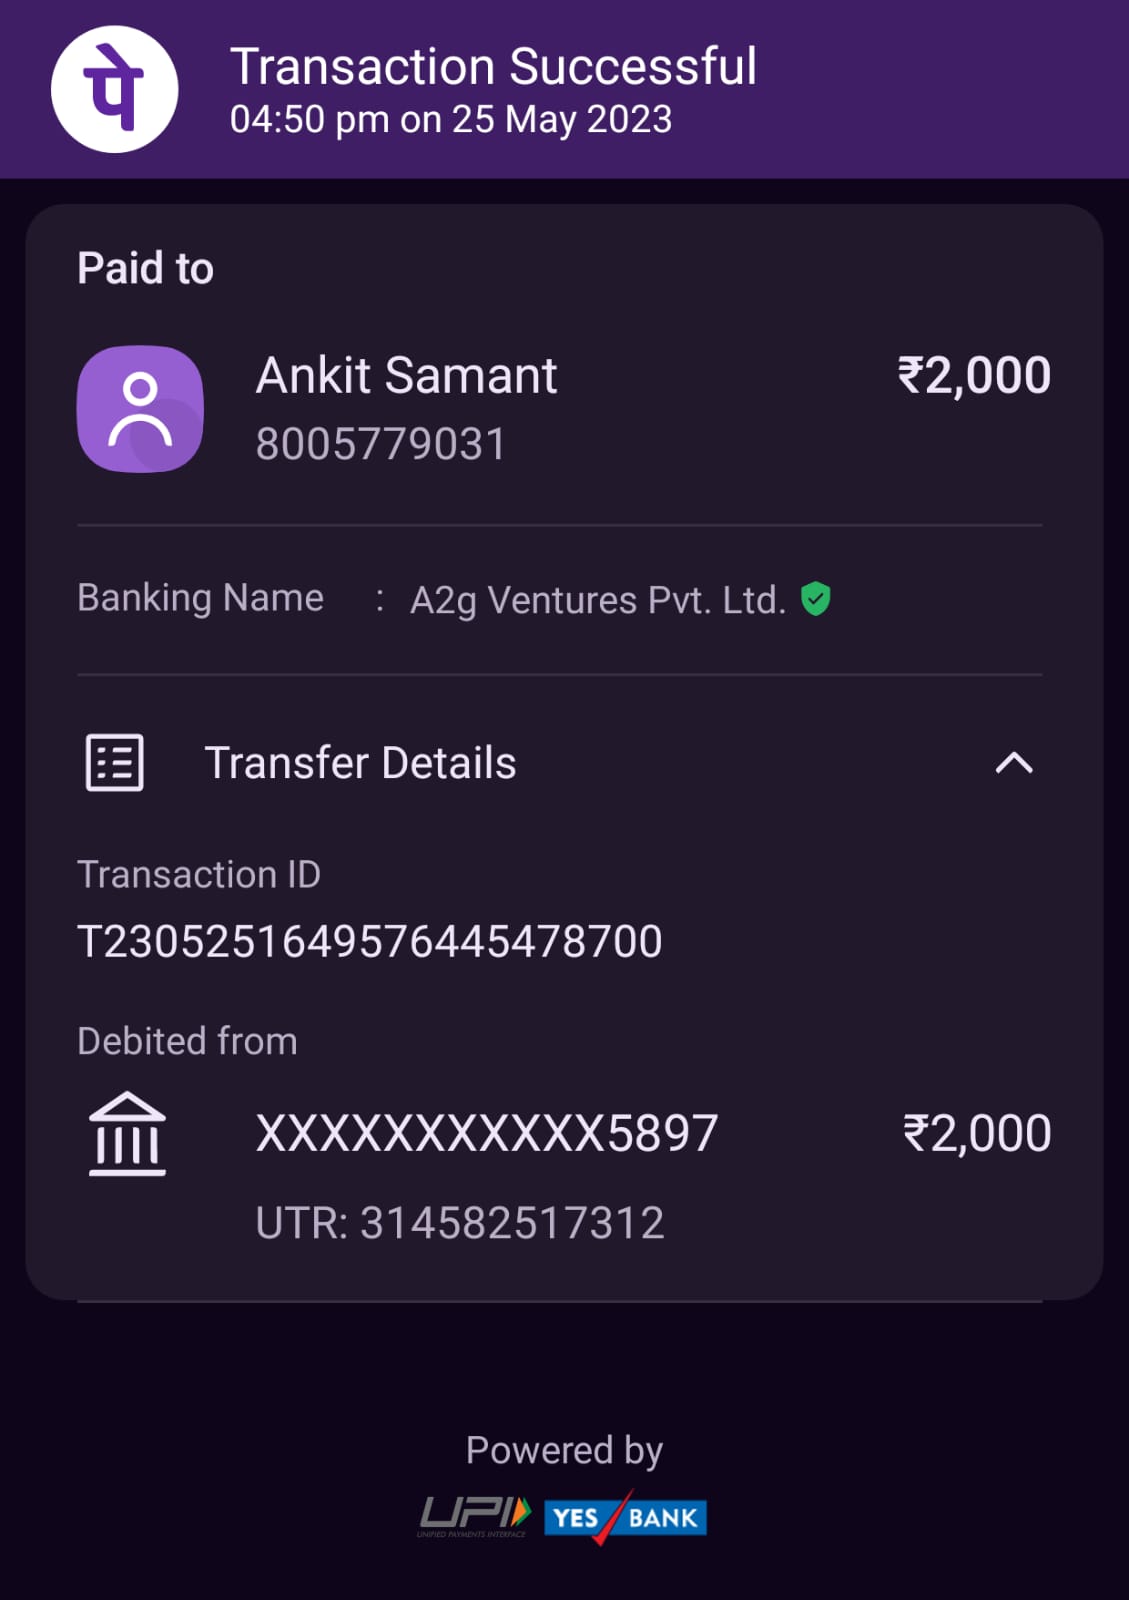 पे
Transaction Successful
04:50 pm on 25 May 2023
Paid to
Ankit Samant
₹2,000
8005779031
Banking Name : A2g Ventures Pvt. Ltd.
Transfer Details
Transaction ID
T2305251649576445478700
Debited from
XXXXXXXXXXX5897
₹2,000
UTR: 314582517312
Powered by
UPI
UNIFIED PAYMENTS INTERFACE
YES BANK